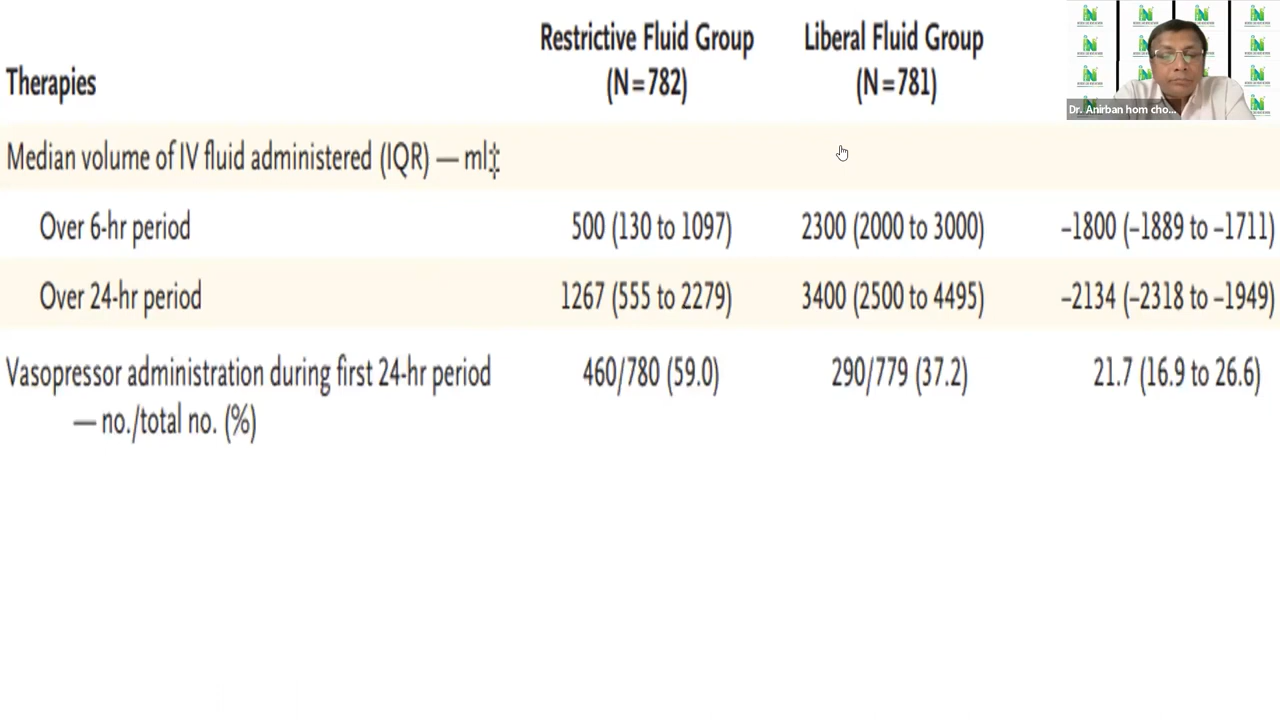 Restrictive Fluid Group
Liberal Fluid Group
Therapies
(N=782)
(N=781)
Dr. Anirban hom cho...
Median volume of IV fluid administered (IQR) — ml‡
Over 6-hr period
500 (130 to 1097)
2300 (2000 to 3000)
–1800 (–1889 to –1711)
Over 24-hr period
1267 (555 to 2279)
3400 (2500 to 4495)
–2134 (–2318 to –1949)
Vasopressor administration during first 24-hr period
— no./total no. (%)
460/780 (59.0)
290/779 (37.2)
21.7 (16.9 to 26.6)